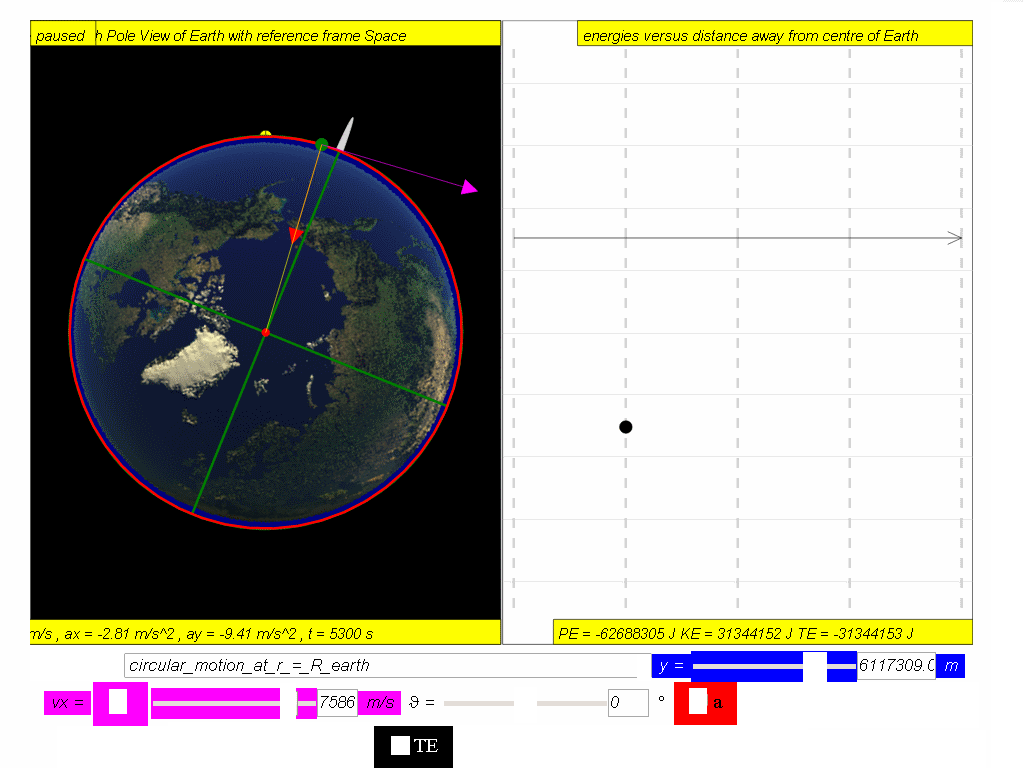 paused h Pole View of Earth with reference frame Space
energies versus distance away from centre of Earth
m/s , ax = -2.81 m/s^2 , ay = -9.41 m/s^2 , t = 5300 s
PE = -62688305 J KE = 31344152 J TE = -31344153 J
circular_motion_at_r_=_R_earth
y = 6117309.0 m
vx = 7586 m/s ϑ = 0 ° a
TE